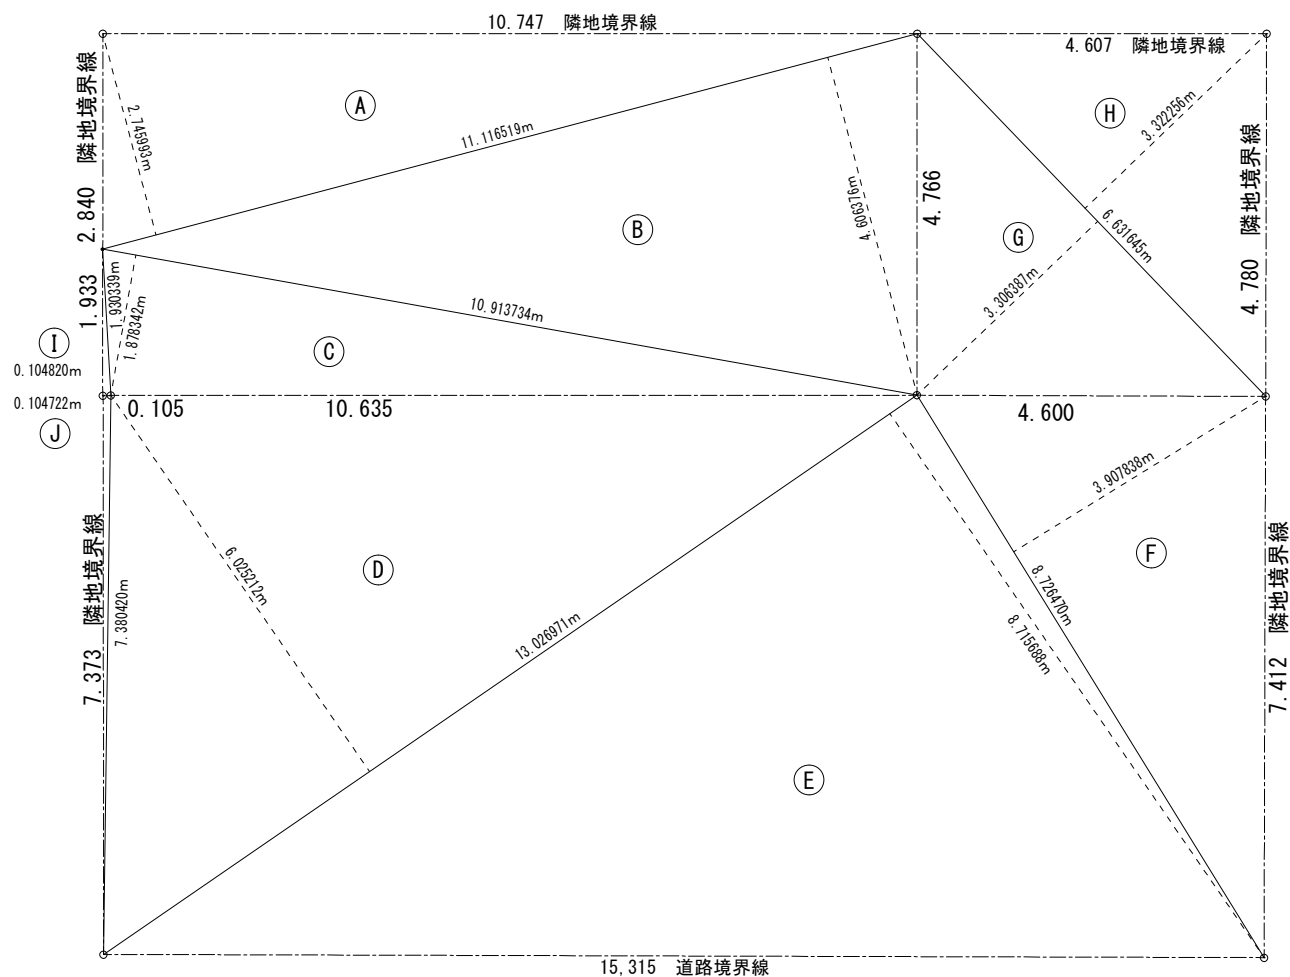 10.747 隣地境界線
4.607 隣地境界線
2.840 隣地境界線
2.745993m
A
11.116519m
H
3.322256m
4.780 隣地境界線
4.606376m
4.766
B
G
6.631645m
3.306387m
1.933
1.930339m
1.878342m
10.913734m
I
0.104820m
C
0.104722m
J
0.105
10.635
4.600
7.373 隣地境界線
7.380420m
6.025212m
D
13.026971m
3.907838m
F
8.726470m
8.715688m
7.412 隣地境界線
E
15,315 道路境界線